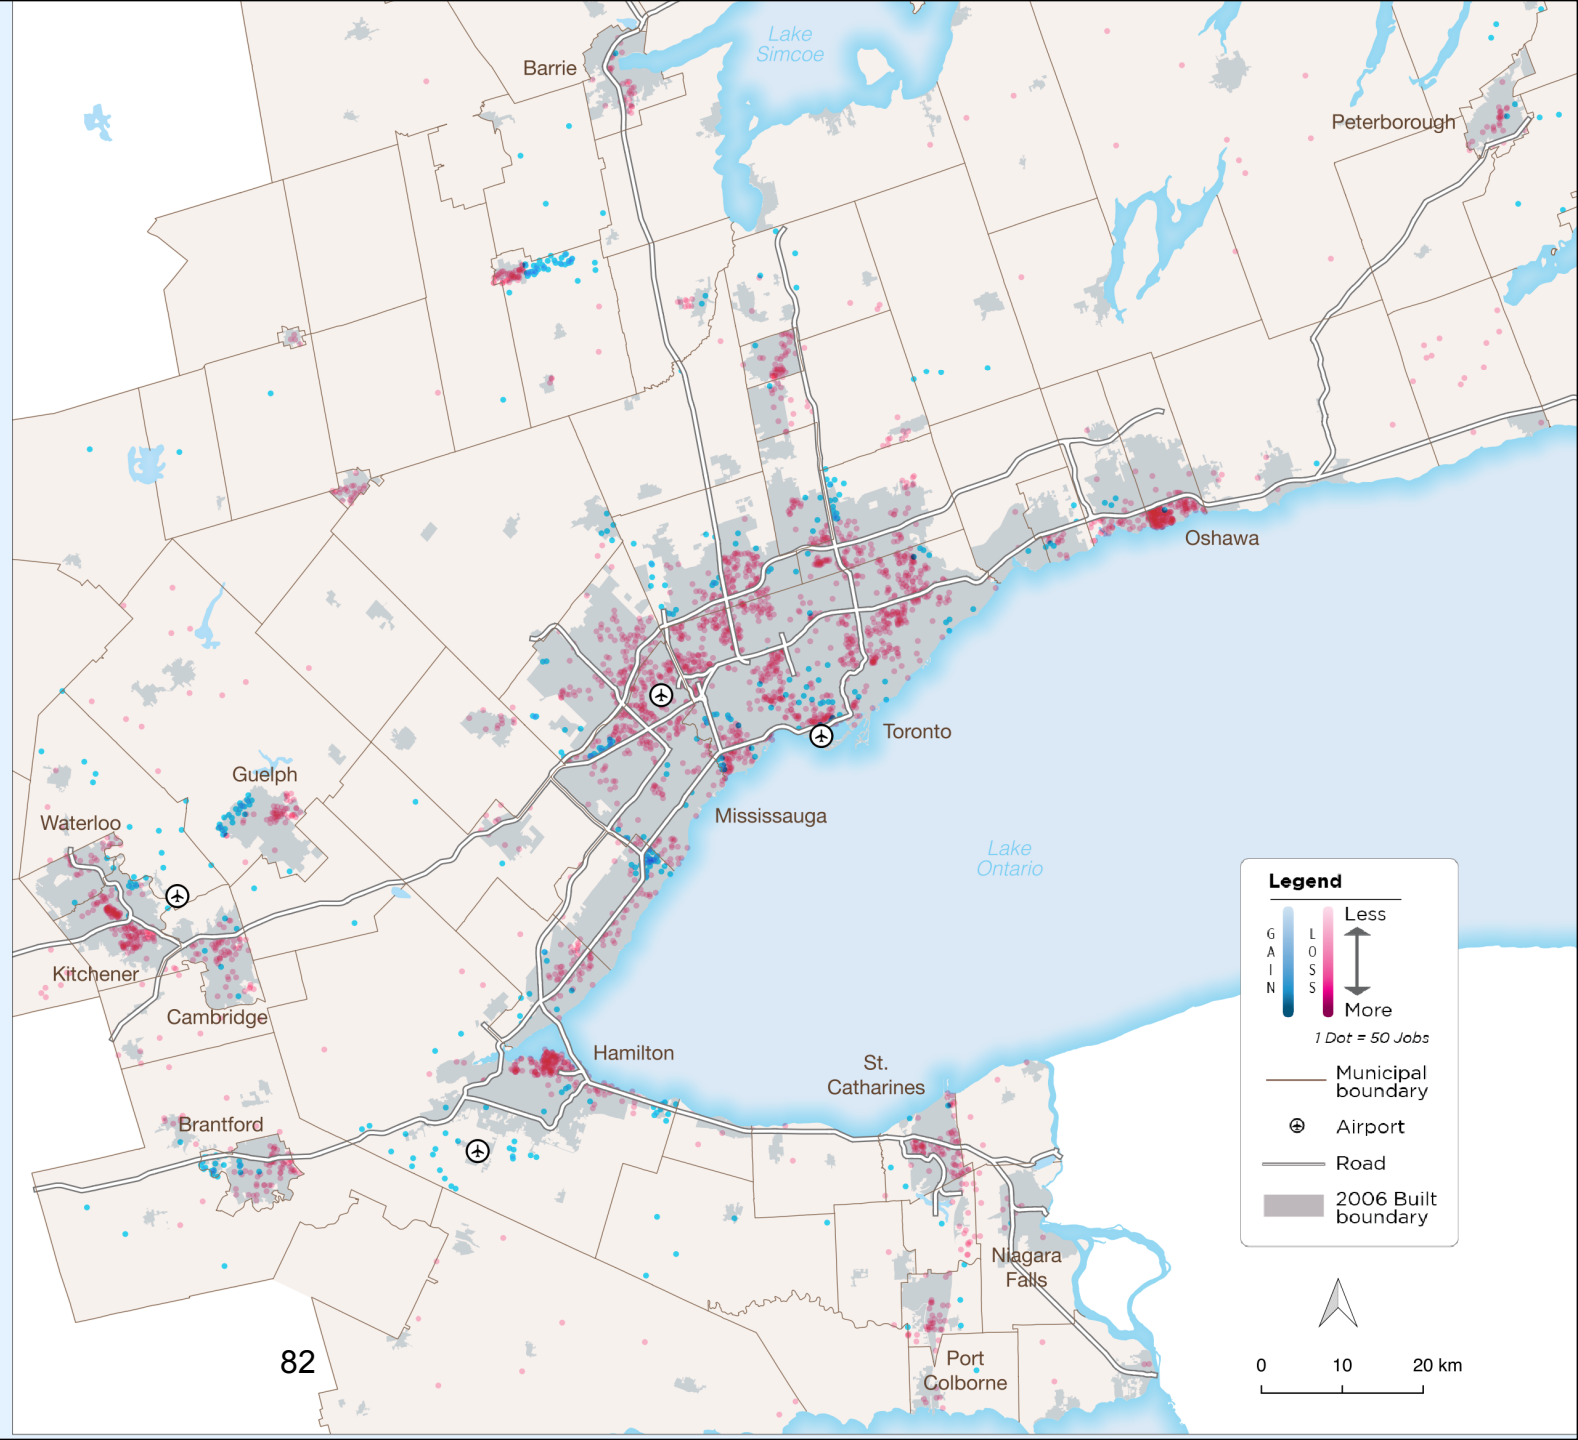 Lake
Simcoe
Barrie
Peterborough
Oshawa
Toronto
Guelph
Waterloo
Mississauga
Lake
Ontario
Kitchener
Cambridge
Hamilton
St.
Catharines
Brantford
Niagara
Falls
Port
Colborne
82
Legend
GAIN
LOSS
Less
More
1 Dot = 50 Jobs
Municipal
boundary
Airport
Road
2006 Built
boundary
0 10 20 km